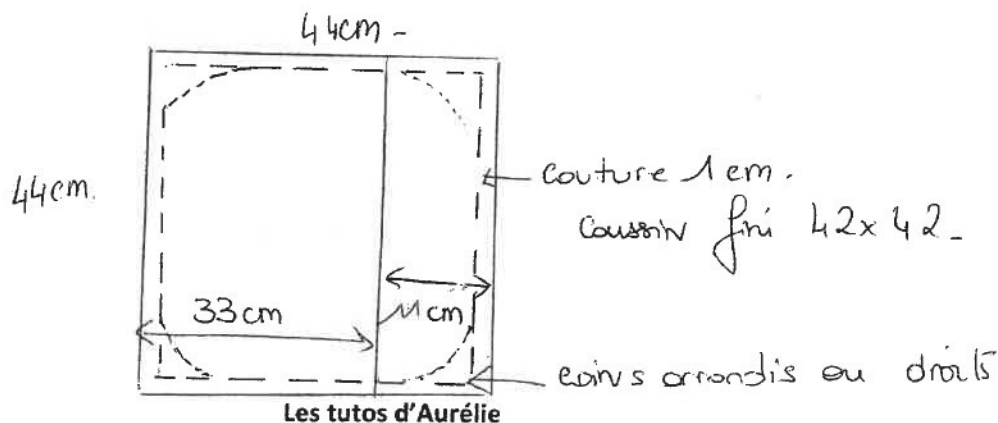 44cm -
44cm.
couture 1 cm.
coussin fini 42x42-
33cm
11cm
coins arrondis ou droits
Les tutos d'Aurélie